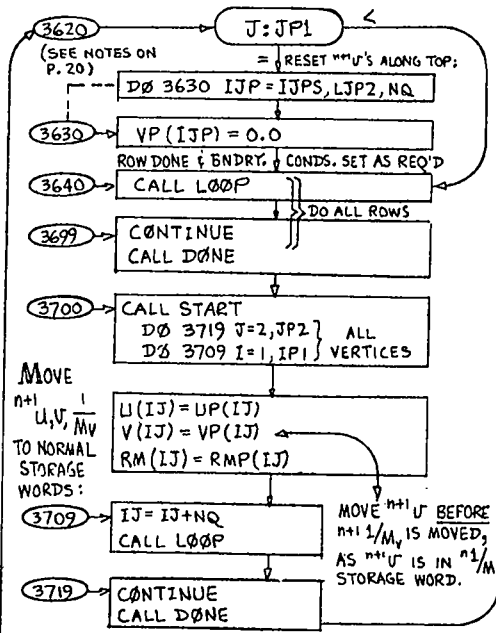 3620
J:JP1
<
(SEE NOTES ON
P. 20)
= RESET ⁿ⁺¹V'S ALONG TOP:
DØ 3630 IJP = IJPS, LJP2, NQ
3630
VP(IJP) = 0.0
ROW DONE & BNDRY. CONDS. SET AS REQ'D
3640
CALL LØØP
DO ALL ROWS
3699
CØNTINUE
CALL DØNE
3700
CALL START
DØ 3719 J=2,JP2
DØ 3709 I=1,IP1
ALL
VERTICES
MOVE
ⁿ⁺¹U,V, 1/Mv
TO NORMAL
STORAGE
WORDS:
U(IJ)=UP(IJ)
V(IJ)=VP(IJ)
RM(IJ)=RMP(IJ)
3709
IJ=IJ+NQ
CALL LØØP
MOVE ⁿ⁺¹V BEFORE
ⁿ⁺¹ 1/Mv IS MOVED,
AS ⁿ⁺¹V IS IN ⁿ1/M
STORAGE WORD.
3719
CØNTINUE
CALL DØNE